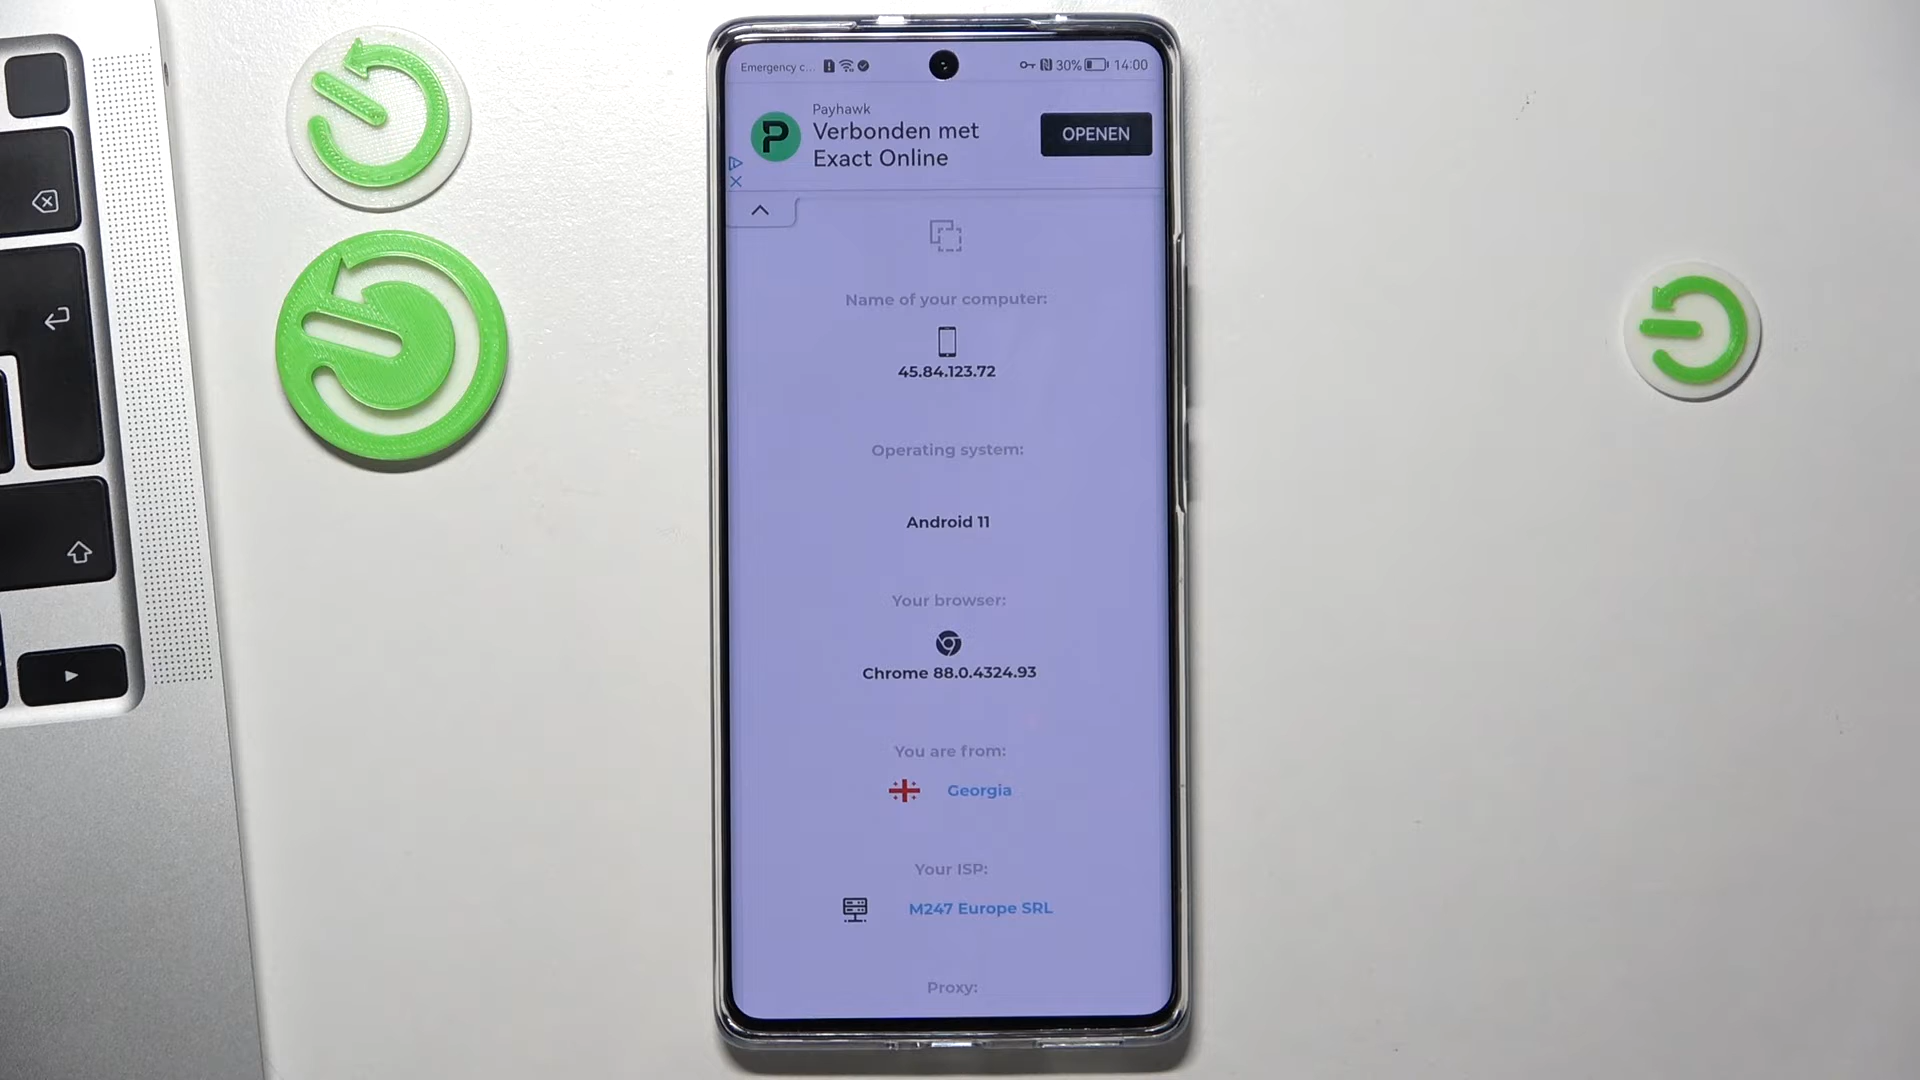 Emergency c...
30% 14:00
Payhawk
Verbonden met
Exact Online
OPENEN
Name of your computer:
45.84.123.72
Operating system:
Android 11
Your browser:
Chrome 88.0.4324.93
You are from:
Georgia
Your ISP:
M247 Europe SRL
Proxy: